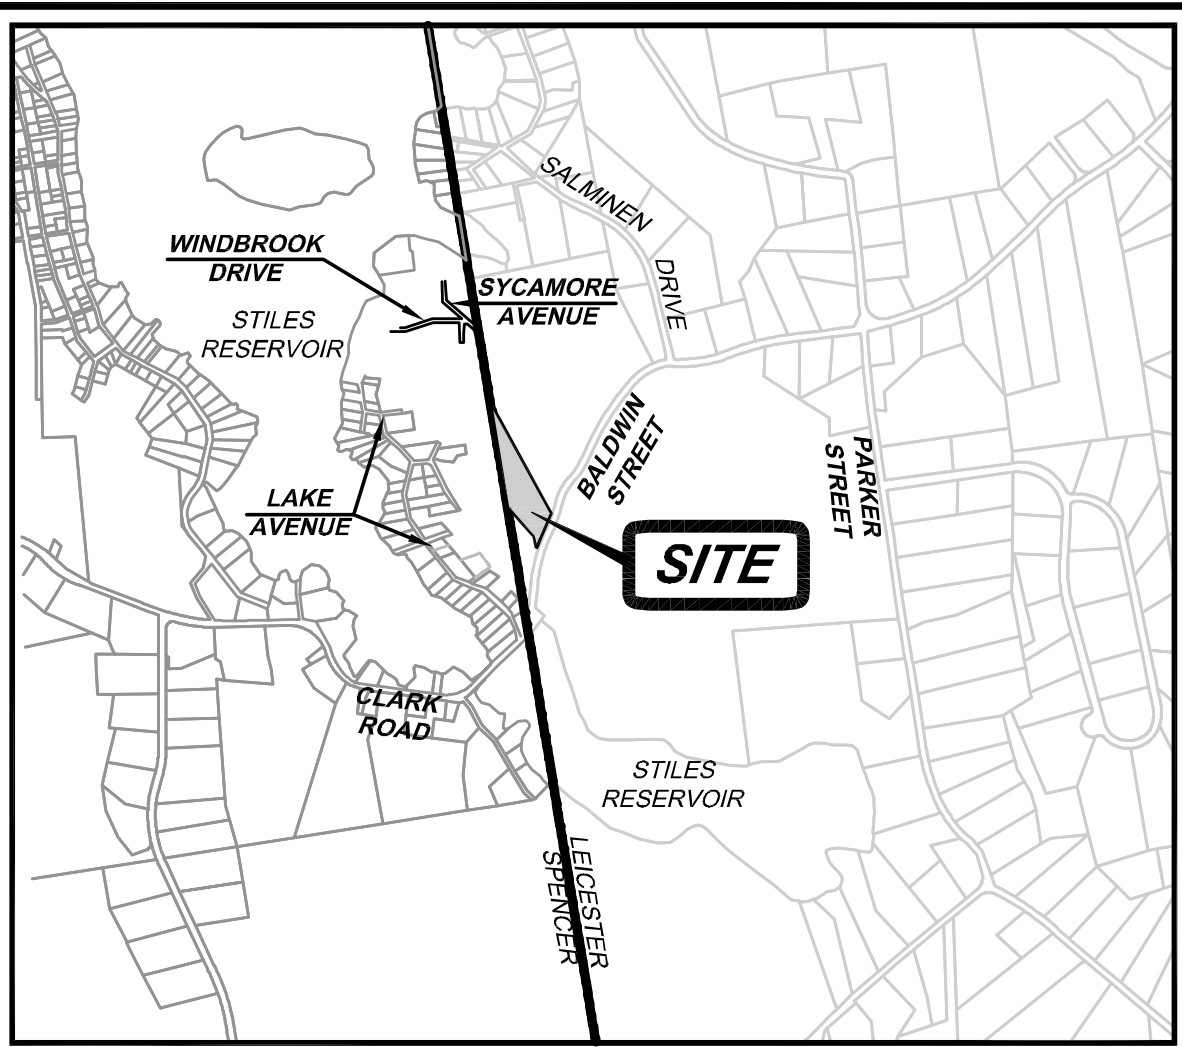 SALMINEN
DRIVE
WINDBROOK
DRIVE
SYCAMORE
AVENUE
STILES
RESERVOIR
BALDWIN
STREET
PARKER
STREET
LAKE
AVENUE
SITE
CLARK
ROAD
STILES
RESERVOIR
LEICESTER
SPENCER